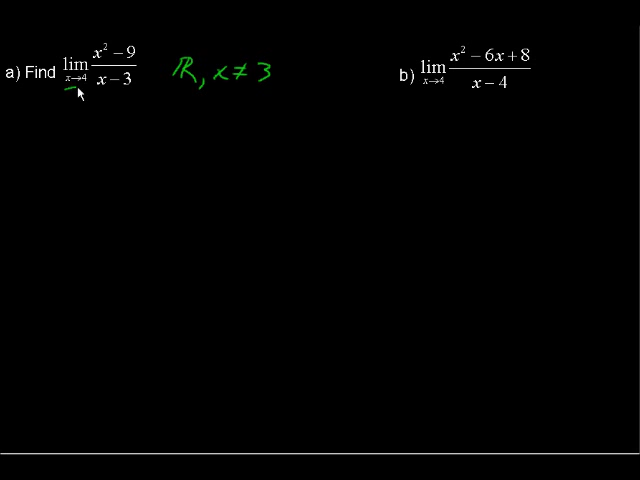 a) Find lim x→4 (x² − 9)/(x − 3) ℝ, x ≠ 3
b) lim x→4 (x² − 6x + 8)/(x − 4)